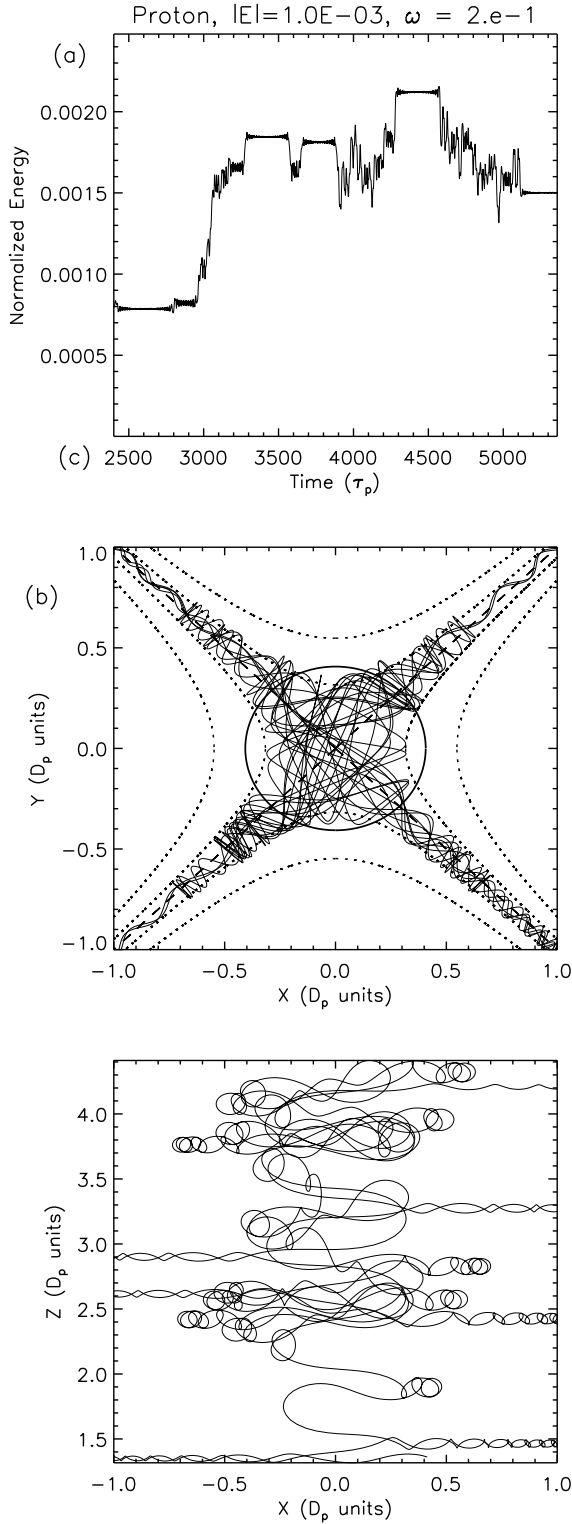 Proton, |E|=1.0E-03, ω = 2.e-1
(a)
0.0020
0.0015
0.0010
0.0005
Normalized Energy
(c)
2500 3000 3500 4000 4500 5000
Time (τp)
(b)
1.0
0.5
0.0
-0.5
-1.0
Y (Dp units)
-1.0 -0.5 0.0 0.5 1.0
X (Dp units)
4.0
3.5
3.0
2.5
2.0
1.5
Z (Dp units)
-1.0 -0.5 0.0 0.5 1.0
X (Dp units)